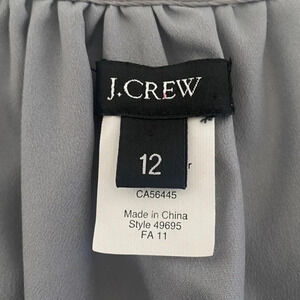 J.CREW
12
r
CA56445
Made in China
Style 49695
FA 11